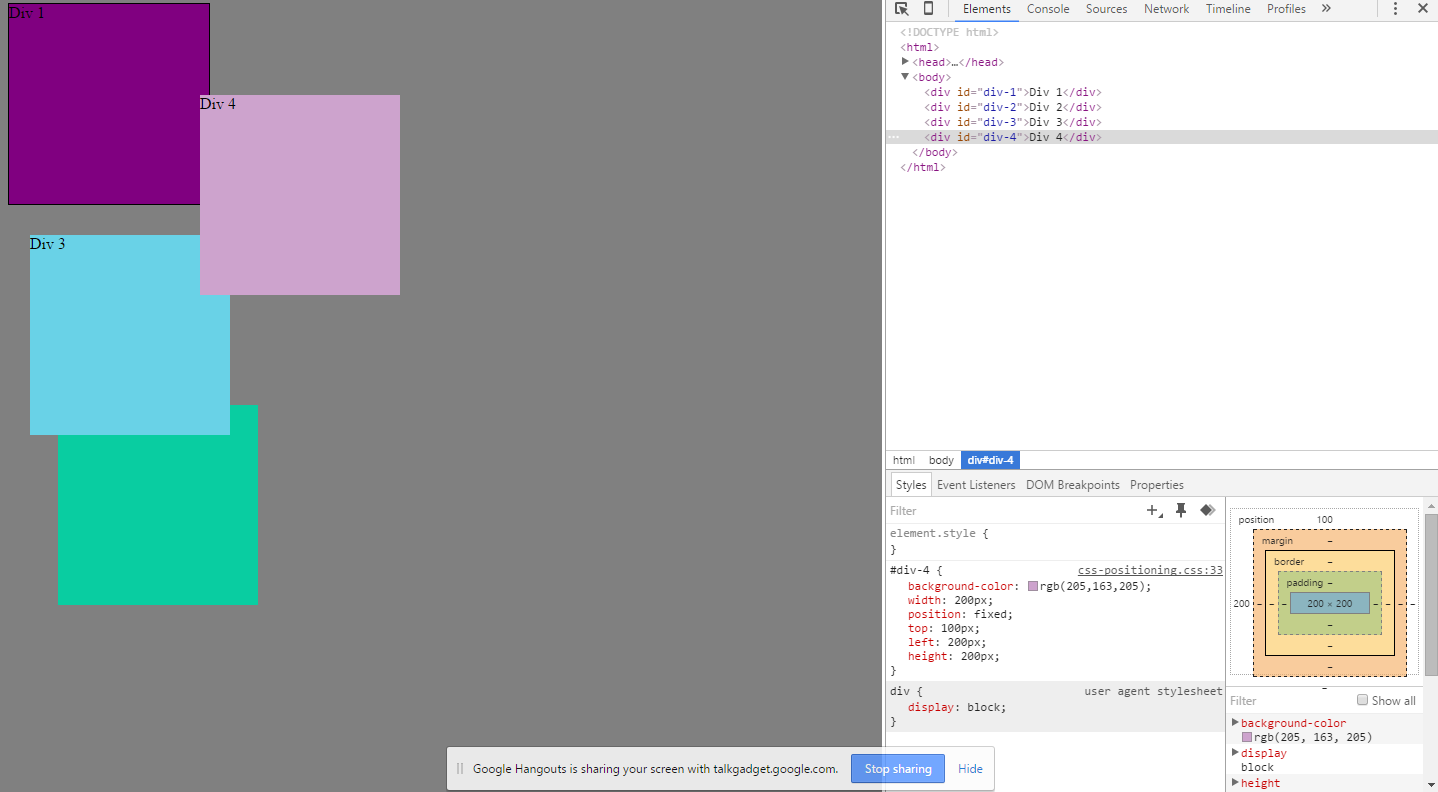 Div 1
Div 4
Div 3
Elements Console Sources Network Timeline Profiles »
<!DOCTYPE html>
<html>
<head>…</head>
<body>
<div id="div-1">Div 1</div>
<div id="div-2">Div 2</div>
<div id="div-3">Div 3</div>
... <div id="div-4">Div 4</div>
</body>
</html>
html body div#div-4
Styles Event Listeners DOM Breakpoints Properties
Filter
element.style {
}
#div-4 { css-positioning.css:33
background-color: rgb(205,163,205);
width: 200px;
position: fixed;
top: 100px;
left: 200px;
height: 200px;
}
div { user agent stylesheet
display: block;
}
position 100
margin –
border –
padding –
200 – – – 200 × 200 – – – –
–
–
–
–
Filter Show all
background-color
rgb(205, 163, 205)
display
block
height
Google Hangouts is sharing your screen with talkgadget.google.com. Stop sharing Hide